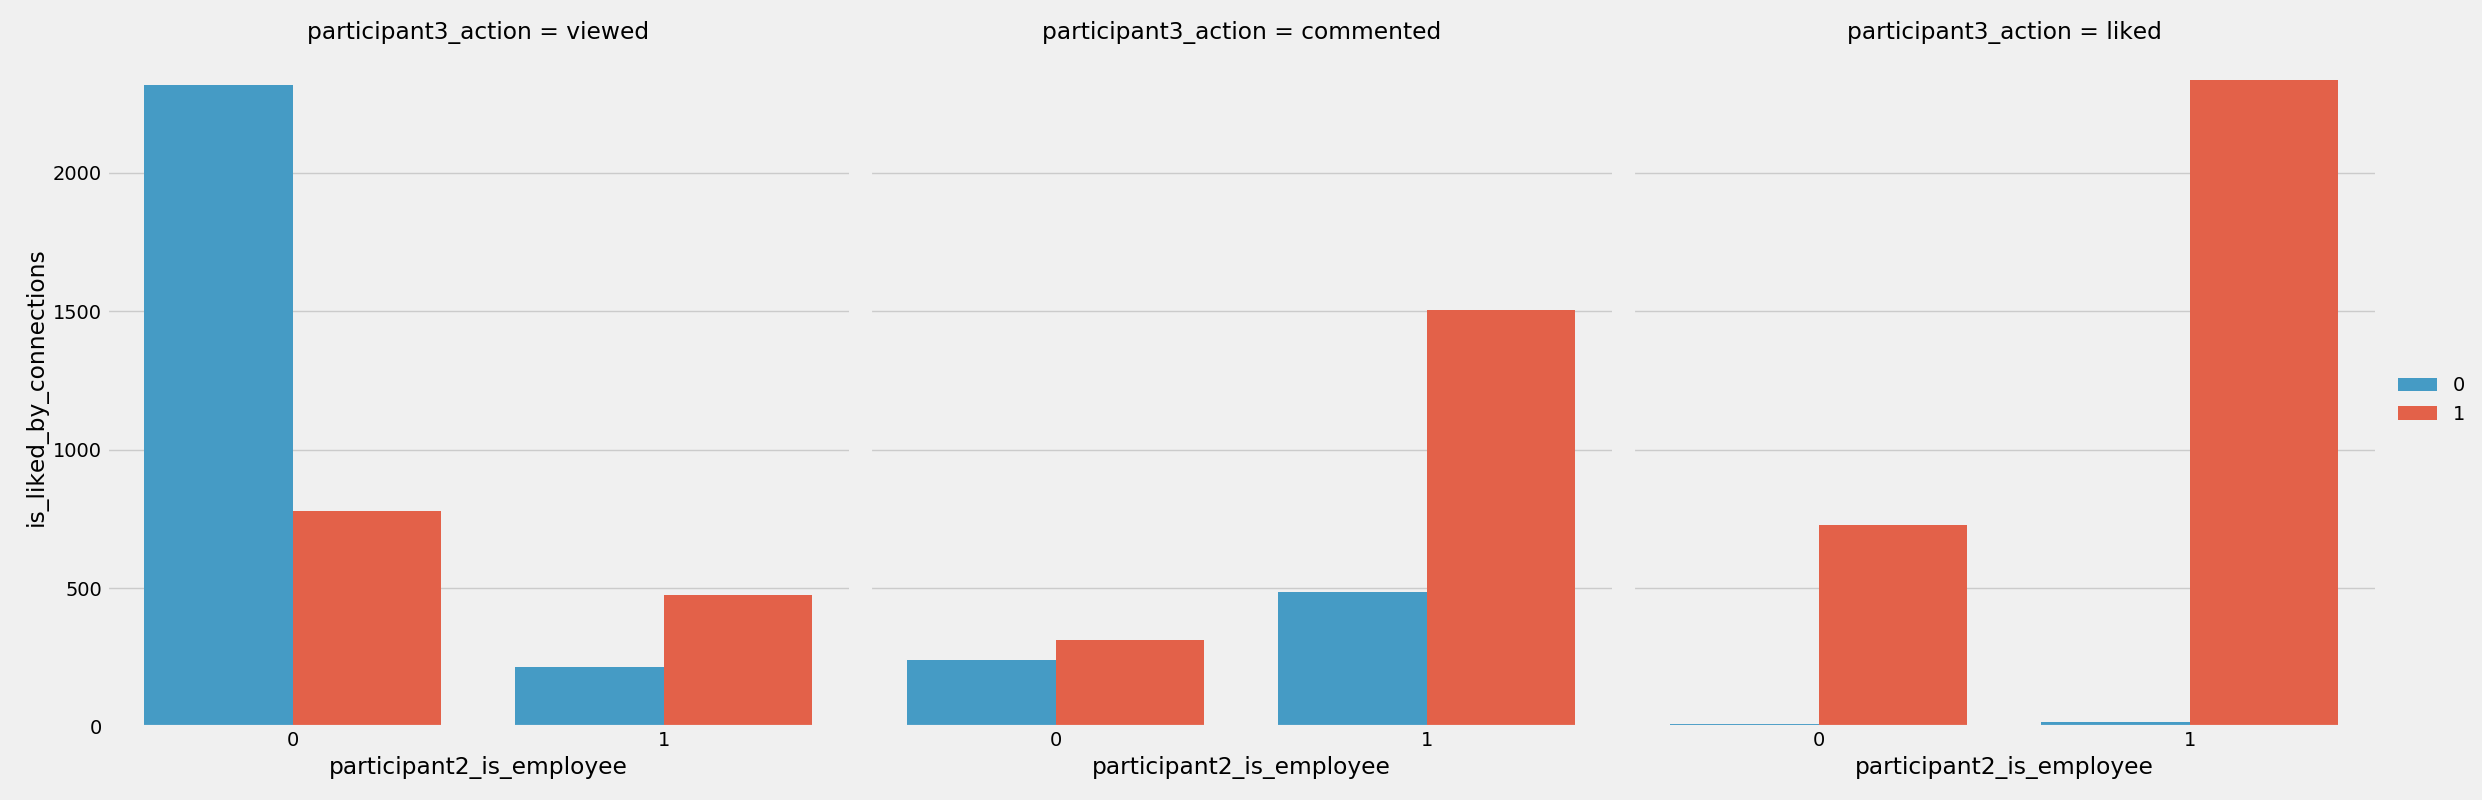 participant3_action = viewed
participant3_action = commented
participant3_action = liked
is_liked_by_connections
2000
1500
1000
500
0
0
1
0
1
0
1
participant2_is_employee
participant2_is_employee
participant2_is_employee
0
1